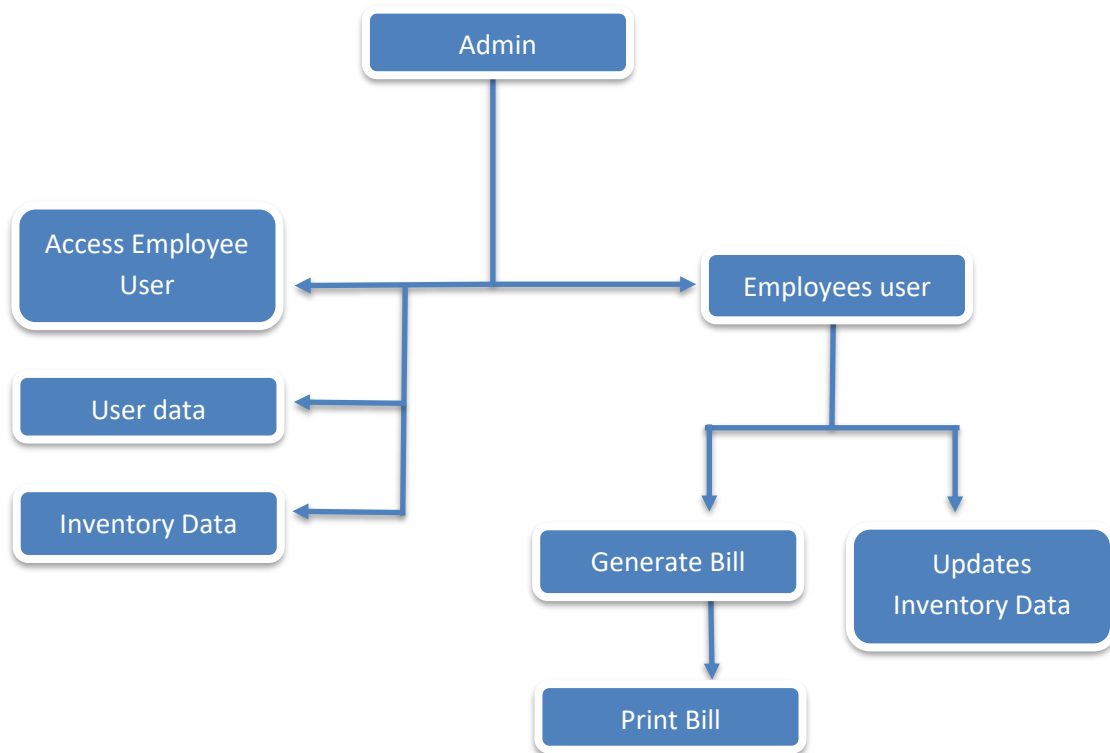 Admin
Access Employee
User
Employees user
User data
Inventory Data
Generate Bill
Updates
Inventory Data
Print Bill